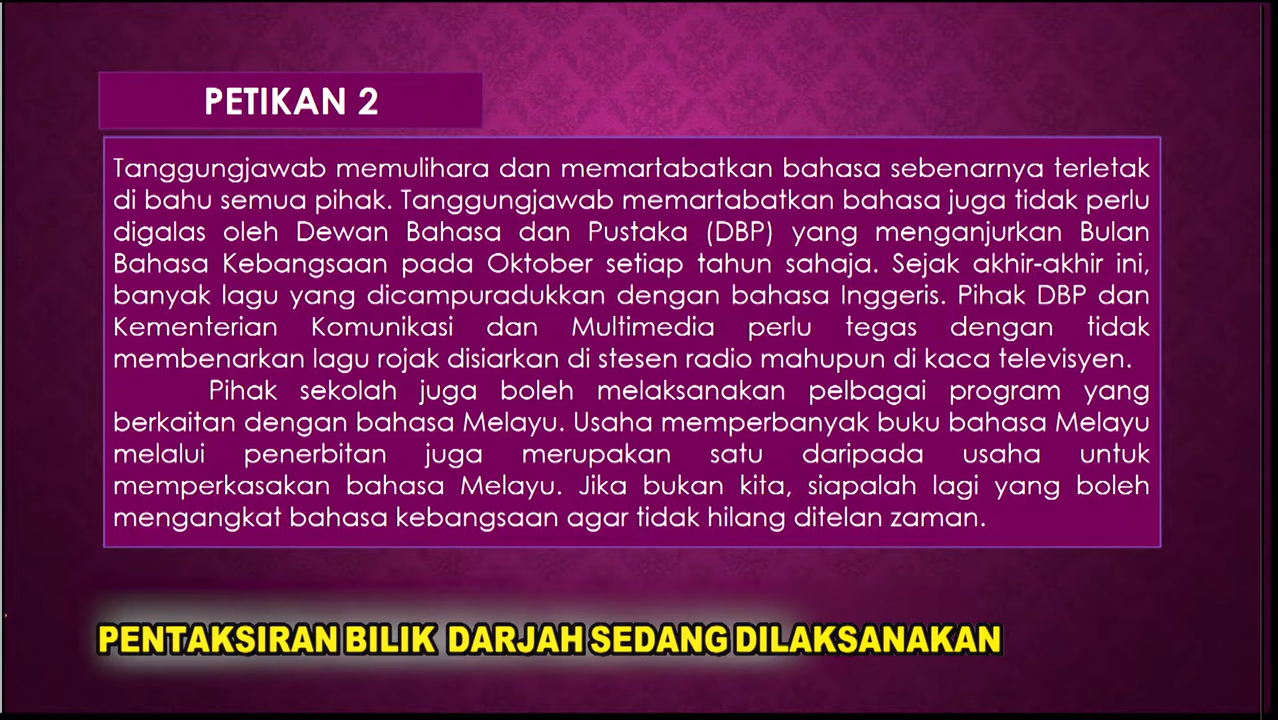 PETIKAN 2
Tanggungjawab memulihara dan memartabatkan bahasa sebenarnya terletak
di bahu semua pihak. Tanggungjawab memartabatkan bahasa juga tidak perlu
digalas oleh Dewan Bahasa dan Pustaka (DBP) yang menganjurkan Bulan
Bahasa Kebangsaan pada Oktober setiap tahun sahaja. Sejak akhir-akhir ini,
banyak lagu yang dicampuradukkan dengan bahasa Inggeris. Pihak DBP dan
Kementerian Komunikasi dan Multimedia perlu tegas dengan tidak
membenarkan lagu rojak disiarkan di stesen radio mahupun di kaca televisyen.
Pihak sekolah juga boleh melaksanakan pelbagai program yang
berkaitan dengan bahasa Melayu. Usaha memperbanyak buku bahasa Melayu
melalui penerbitan juga merupakan satu daripada usaha untuk
memperkasakan bahasa Melayu. Jika bukan kita, siapalah lagi yang boleh
mengangkat bahasa kebangsaan agar tidak hilang ditelan zaman.
PENTAKSIRAN BILIK DARJAH SEDANG DILAKSANAKAN